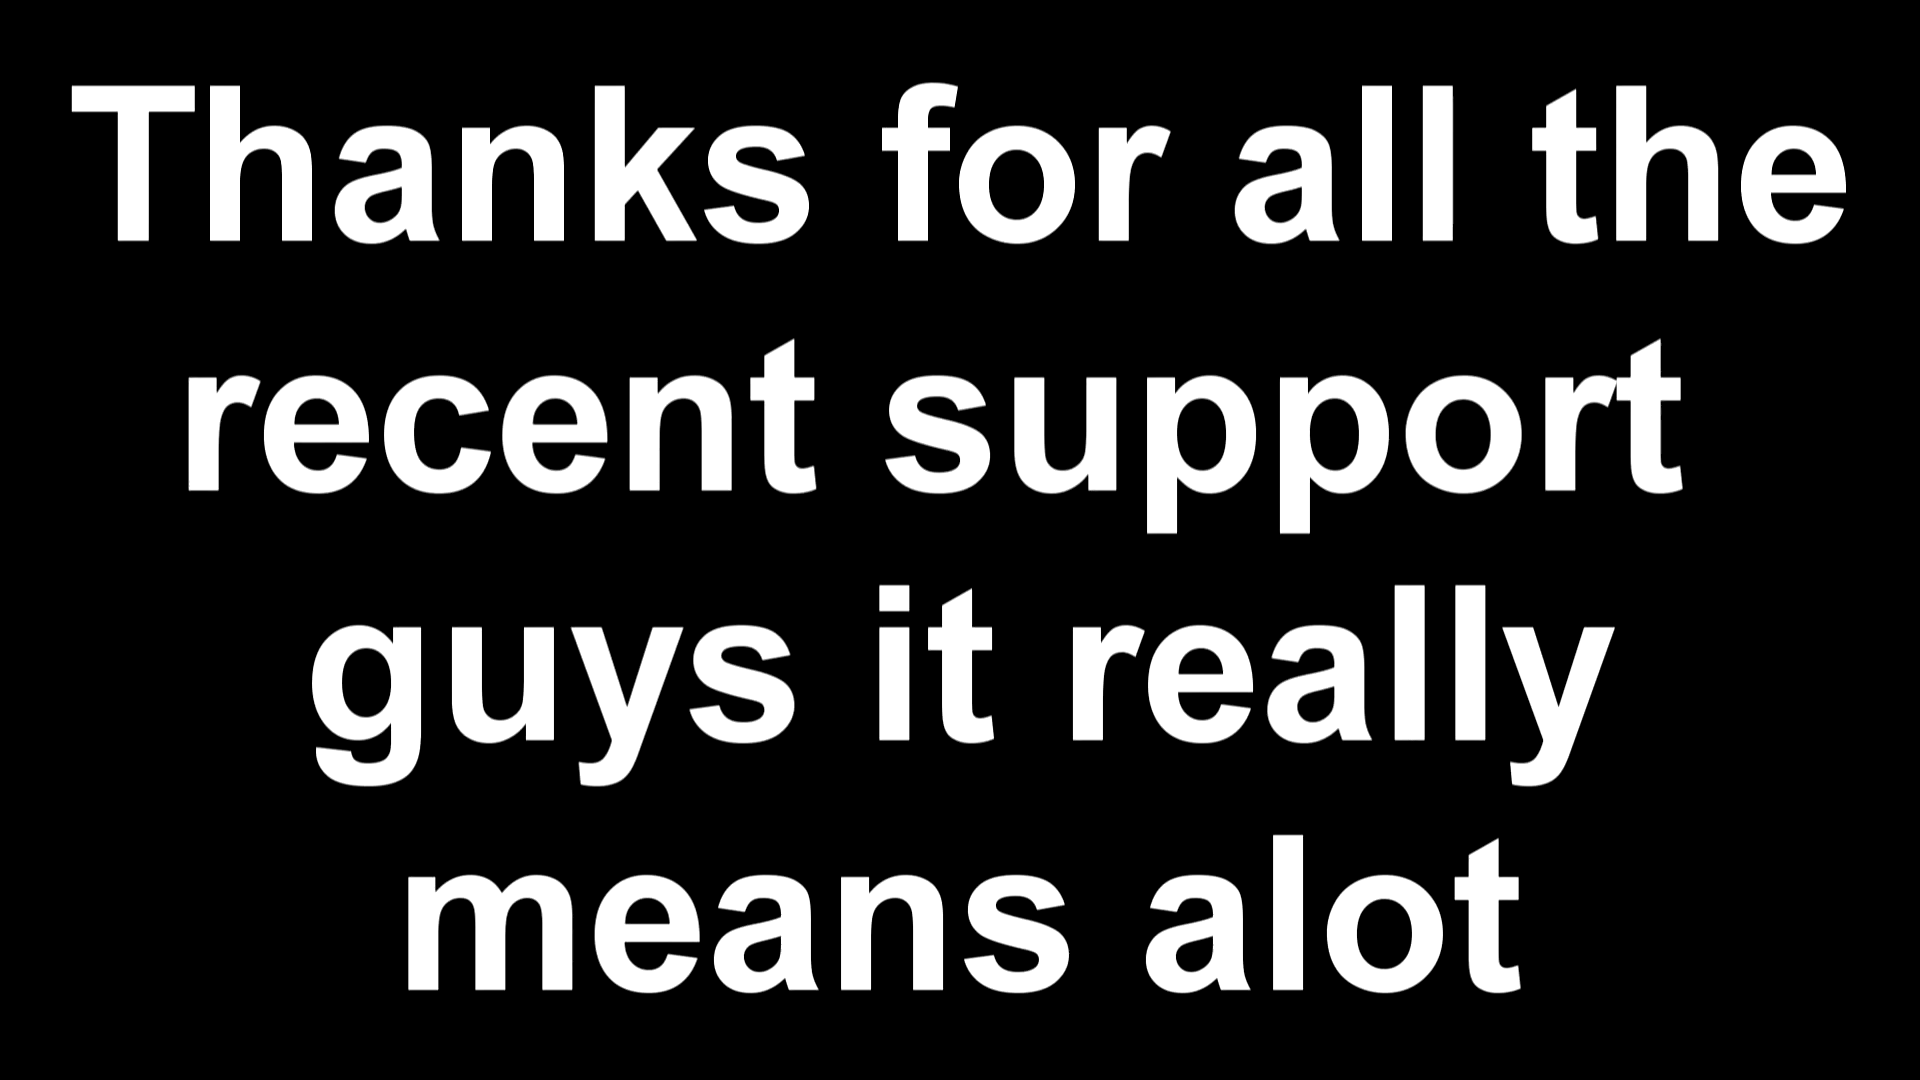 Thanks for all the
recent support
guys it really
means alot